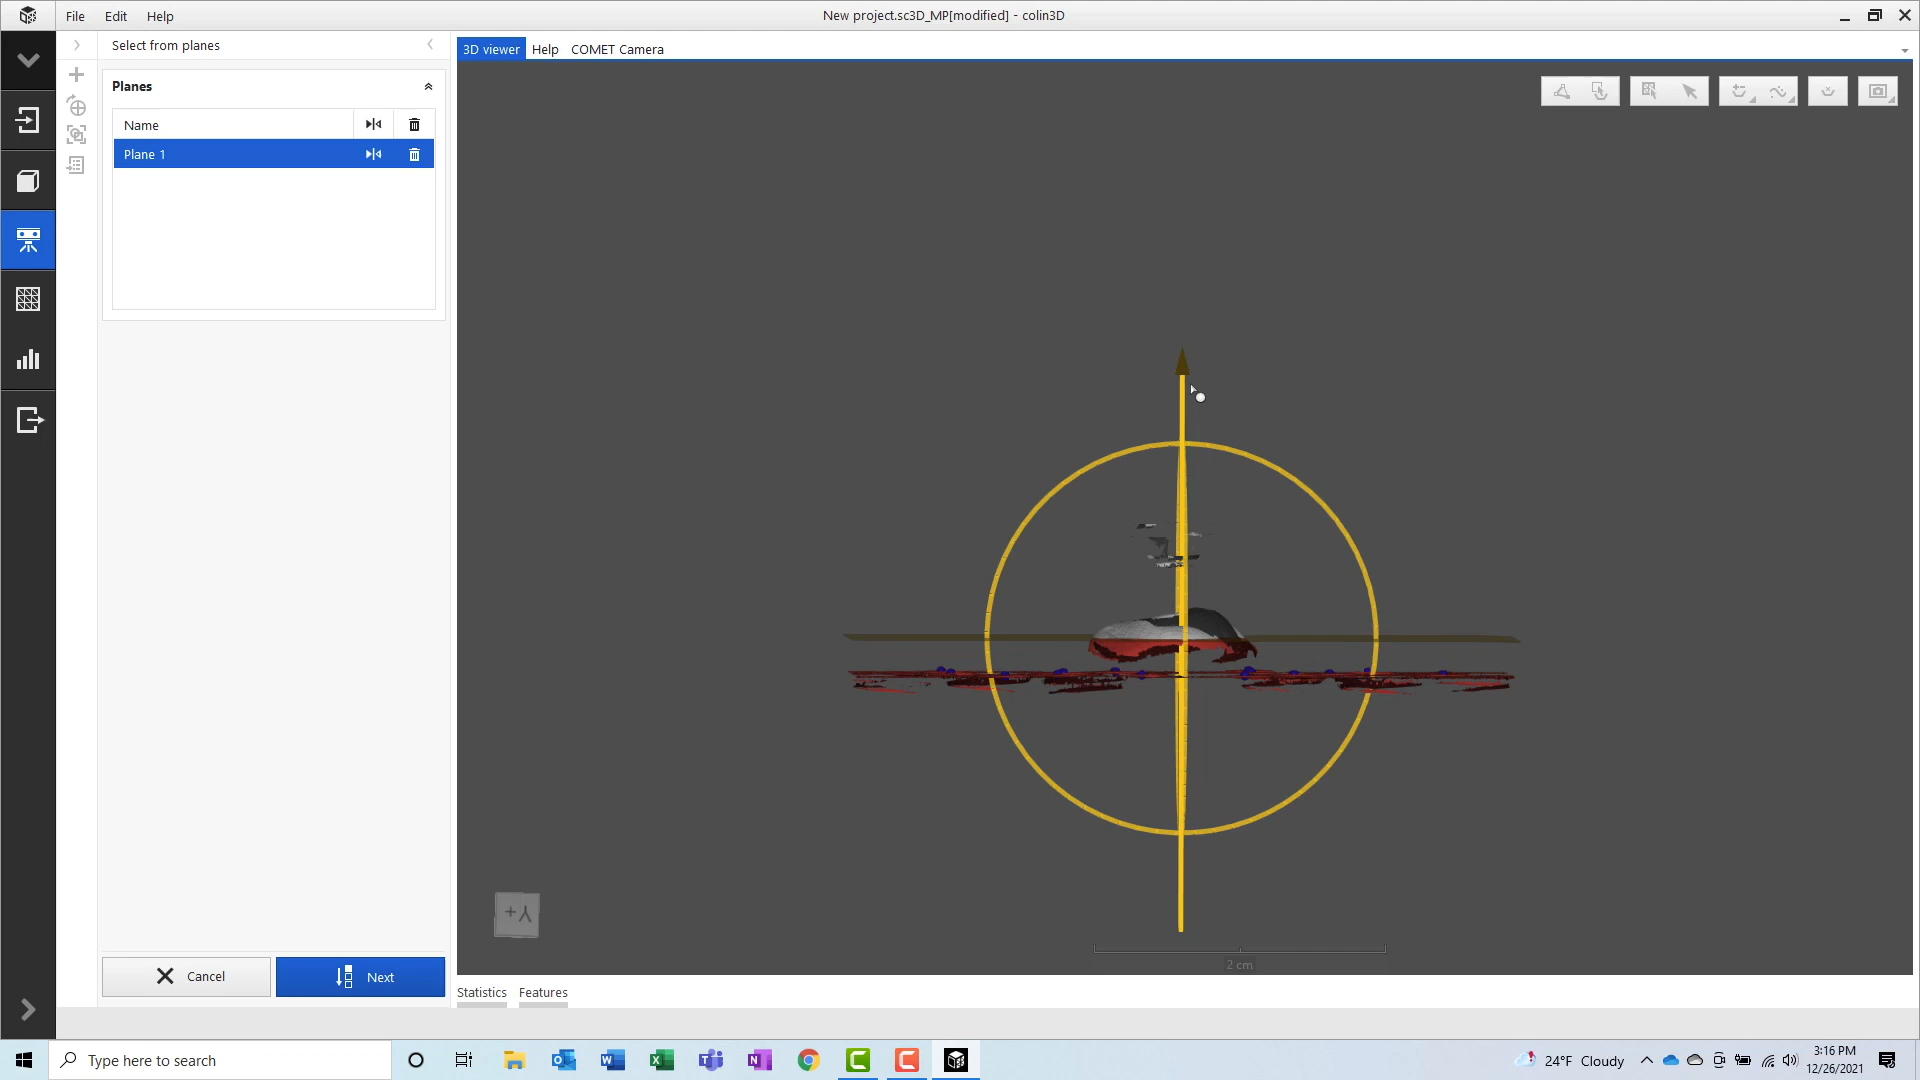 File Edit Help
New project.sc3D_MP[modified] - colin3D
Select from planes
3D viewer Help COMET Camera
Planes
Name
Plane 1
+Y
2 cm
Cancel
Next
Statistics Features
Type here to search
24°F Cloudy
3:16 PM
12/26/2021